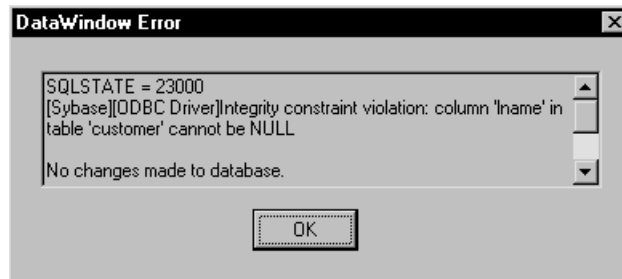 DataWindow Error
SQLSTATE = 23000
[Sybase][ODBC Driver]Integrity constraint violation: column 'lname' in
table 'customer' cannot be NULL
No changes made to database.
OK